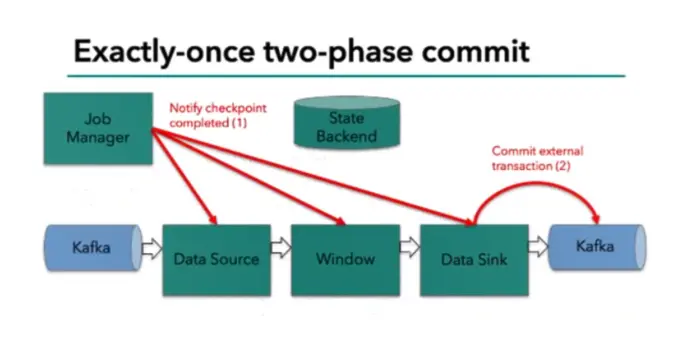 Exactly-once two-phase commit
Job
Manager
Notify checkpoint
completed (1)
State
Backend
Commit external
transaction (2)
Kafka
Data Source
Window
Data Sink
Kafka